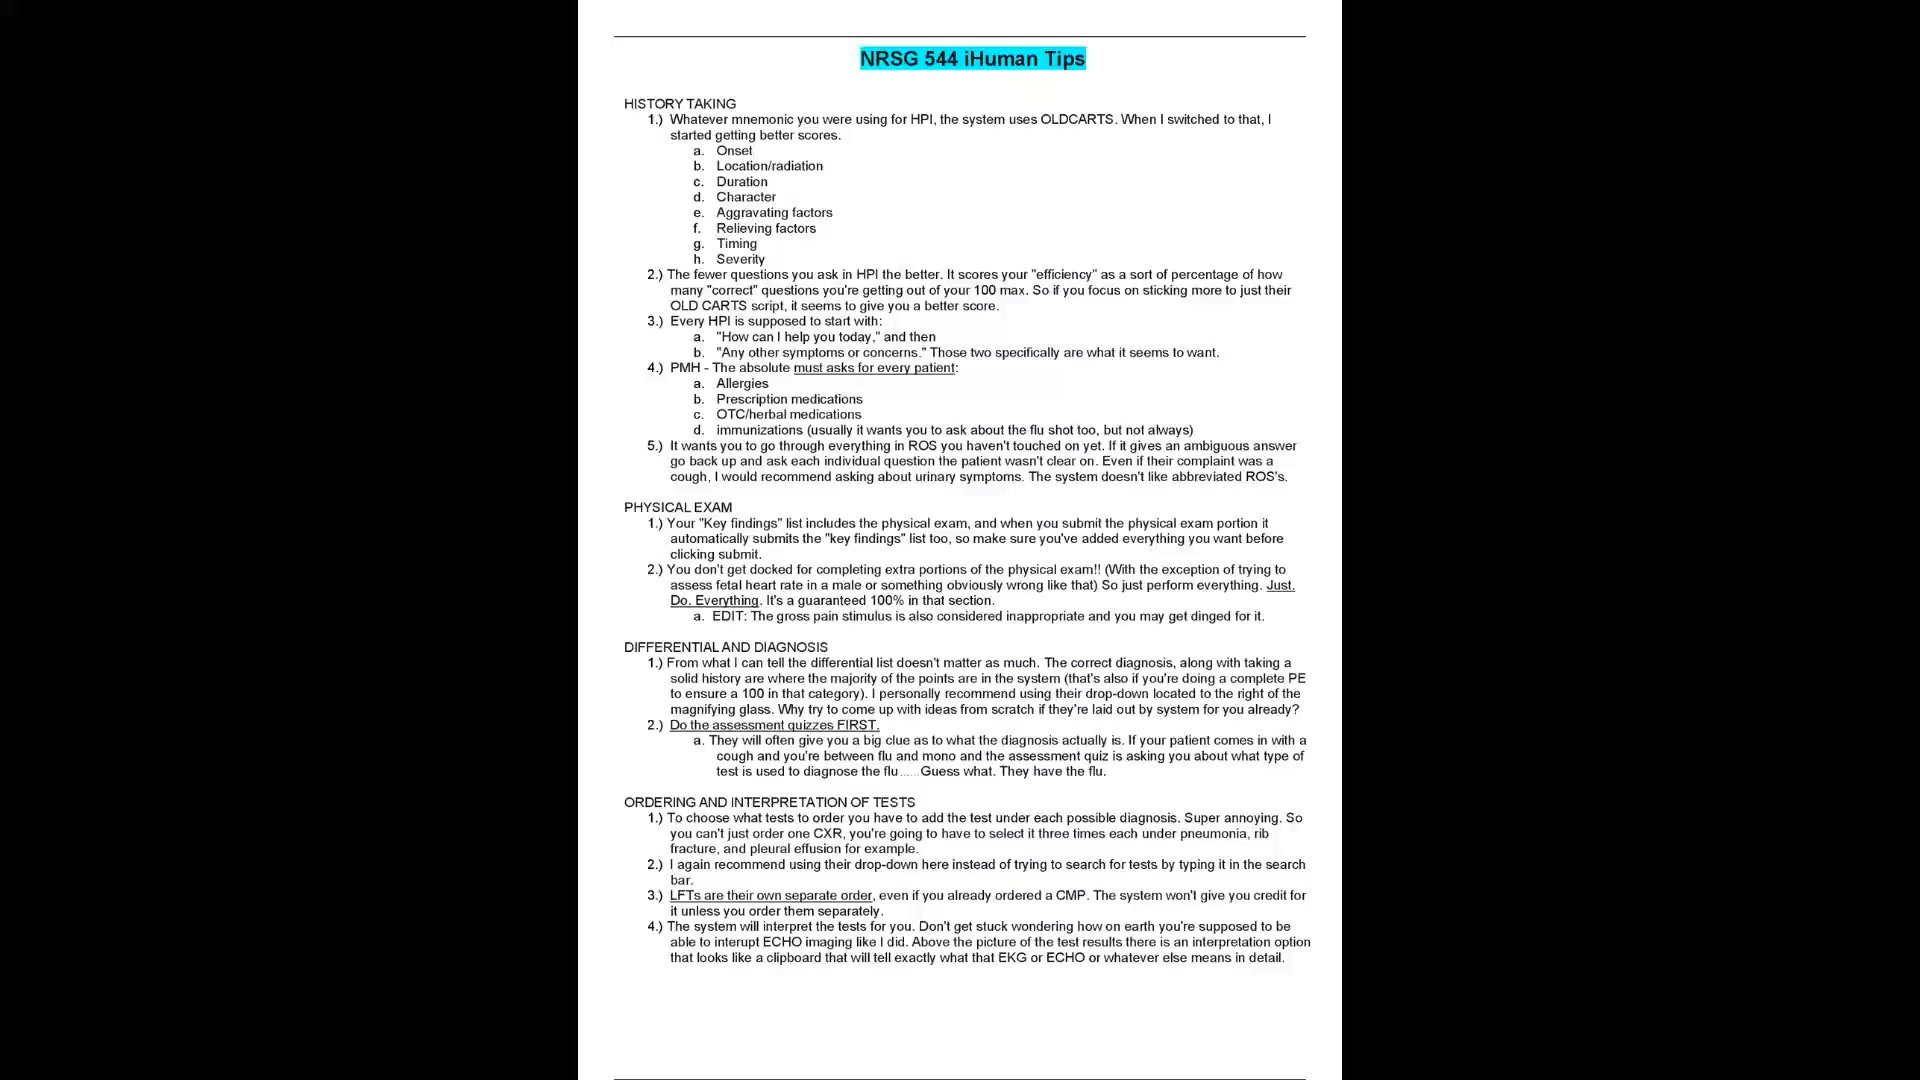 NRSG 544 iHuman Tips
HISTORY TAKING
1.) Whatever mnemonic you were using for HPI, the system uses OLDCARTS. When I switched to that, I
started getting better scores.
a. Onset
b. Location/radiation
c. Duration
d. Character
e. Aggravating factors
f. Relieving factors
g. Timing
h. Severity
2.) The fewer questions you ask in HPI the better. It scores your "efficiency" as a sort of percentage of how
many "correct" questions you're getting out of your 100 max. So if you focus on sticking more to just their
OLD CARTS script, it seems to give you a better score.
3.) Every HPI is supposed to start with:
a. "How can I help you today," and then
b. "Any other symptoms or concerns." Those two specifically are what it seems to want.
4.) PMH - The absolute must asks for every patient:
a. Allergies
b. Prescription medications
c. OTC/herbal medications
d. immunizations (usually it wants you to ask about the flu shot too, but not always)
5.) It wants you to go through everything in ROS you haven't touched on yet. If it gives an ambiguous answer
go back up and ask each individual question the patient wasn't clear on. Even if their complaint was a
cough, I would recommend asking about urinary symptoms. The system doesn't like abbreviated ROS's.
PHYSICAL EXAM
1.) Your "Key findings" list includes the physical exam, and when you submit the physical exam portion it
automatically submits the "key findings" list too, so make sure you've added everything you want before
clicking submit.
2.) You don't get docked for completing extra portions of the physical exam!! (With the exception of trying to
assess fetal heart rate in a male or something obviously wrong like that) So just perform everything. Just.
Do. Everything. It's a guaranteed 100% in that section.
a. EDIT: The gross pain stimulus is also considered inappropriate and you may get dinged for it.
DIFFERENTIAL AND DIAGNOSIS
1.) From what I can tell the differential list doesn't matter as much. The correct diagnosis, along with taking a
solid history are where the majority of the points are in the system (that's also if you're doing a complete PE
to ensure a 100 in that category). I personally recommend using their drop-down located to the right of the
magnifying glass. Why try to come up with ideas from scratch if they're laid out by system for you already?
2.) Do the assessment quizzes FIRST.
a. They will often give you a big clue as to what the diagnosis actually is. If your patient comes in with a
cough and you're between flu and mono and the assessment quiz is asking you about what type of
test is used to diagnose the flu......Guess what. They have the flu.
ORDERING AND INTERPRETATION OF TESTS
1.) To choose what tests to order you have to add the test under each possible diagnosis. Super annoying. So
you can't just order one CXR, you're going to have to select it three times each under pneumonia, rib
fracture, and pleural effusion for example.
2.) I again recommend using their drop-down here instead of trying to search for tests by typing it in the search
bar.
3.) LFTs are their own separate order, even if you already ordered a CMP. The system won't give you credit for
it unless you order them separately.
4.) The system will interpret the tests for you. Don't get stuck wondering how on earth you're supposed to be
able to interupt ECHO imaging like I did. Above the picture of the test results there is an interpretation option
that looks like a clipboard that will tell exactly what that EKG or ECHO or whatever else means in detail.